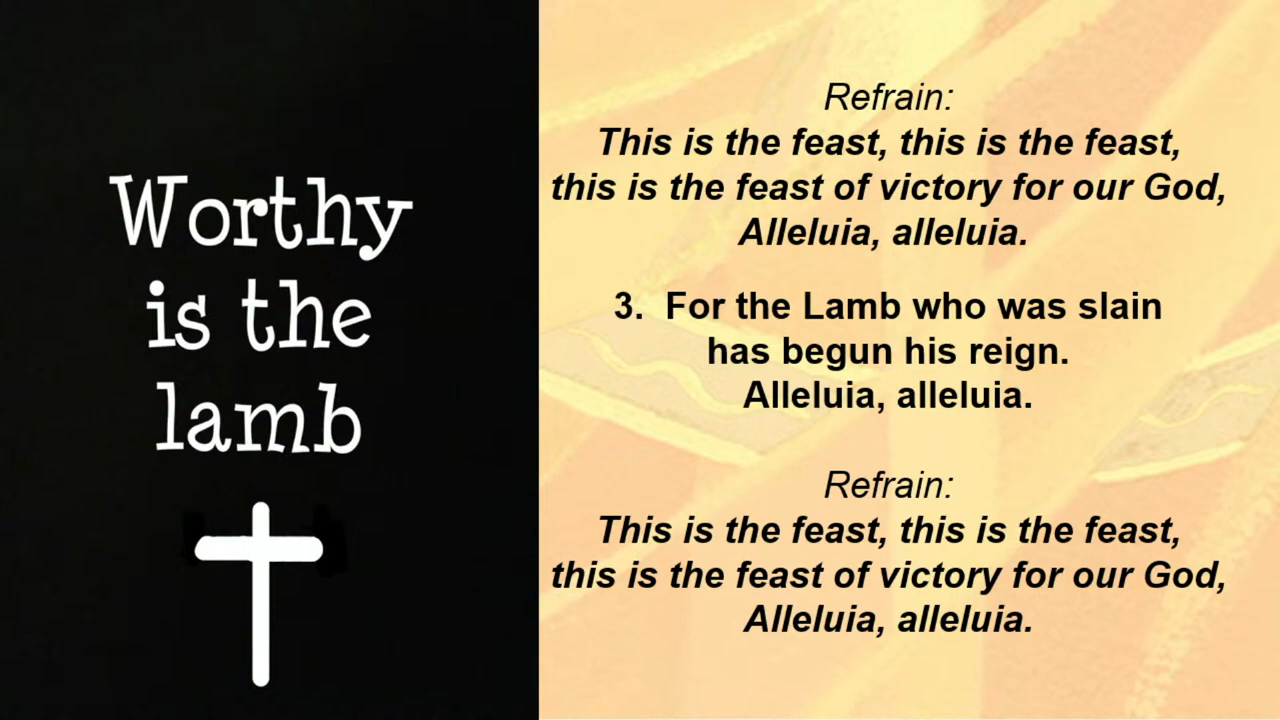 Worthy
is the
lamb
Refrain:
This is the feast, this is the feast,
this is the feast of victory for our God,
Alleluia, alleluia.
3. For the Lamb who was slain
has begun his reign.
Alleluia, alleluia.
Refrain:
This is the feast, this is the feast,
this is the feast of victory for our God,
Alleluia, alleluia.